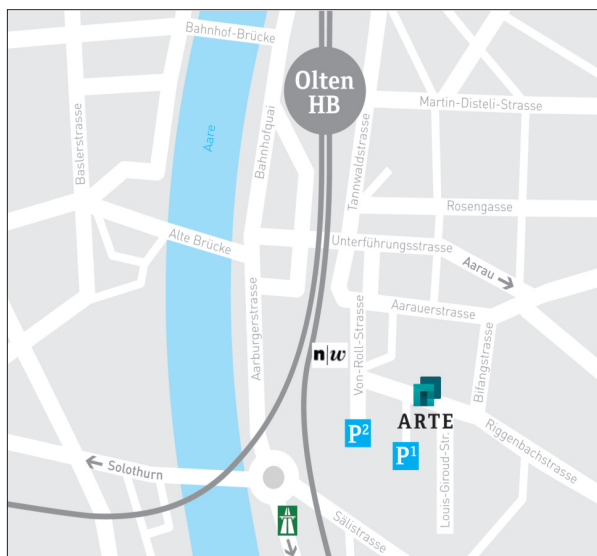 Bahnhof-Brücke
Olten
HB
Martin-Disteli-Strasse
Baslerstrasse
Aare
Bahnhofquai
Tannwaldstrasse
Rosengasse
Alte Brücke
Unterführungsstrasse
Aarau
Aarburgerstrasse
Aarauerstrasse
Von-Roll-Strasse
n|w
Bifangstrasse
ARTE
P²
P¹
Riggenbachstrasse
Louis-Giroud-Str.
Solothurn
Sälistrasse